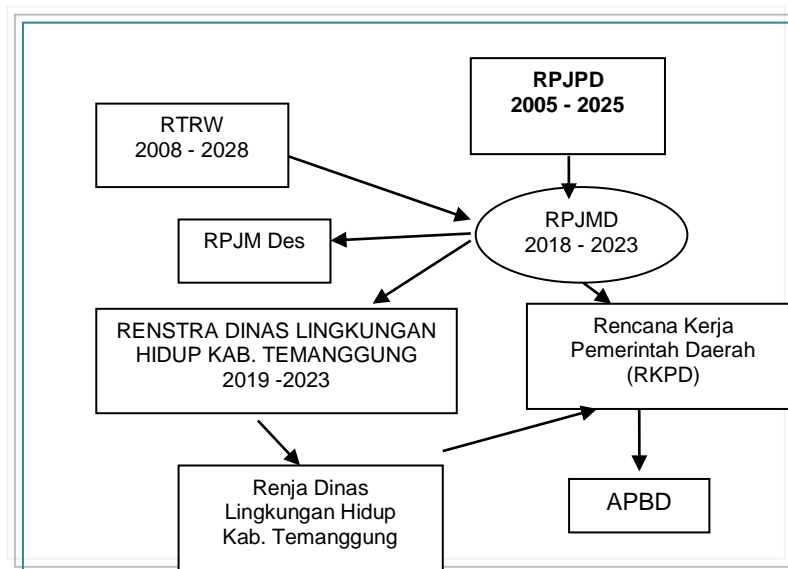 RPJPD
2005 - 2025
RTRW
2008 - 2028
RPJMD
2018 - 2023
RPJM Des
RENSTRA DINAS LINGKUNGAN
HIDUP KAB. TEMANGGUNG
2019 -2023
Rencana Kerja
Pemerintah Daerah
(RKPD)
Renja Dinas
Lingkungan Hidup
Kab. Temanggung
APBD